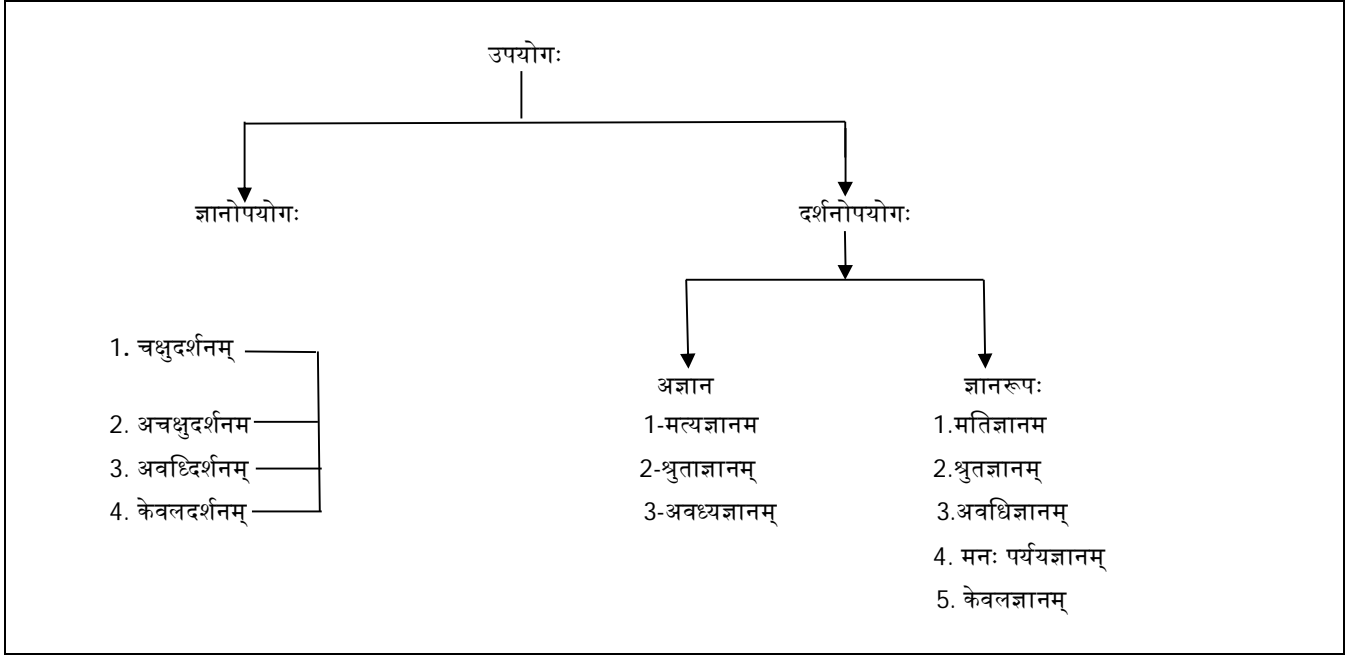 उपयोगः
ज्ञानोपयोगः
दर्शनोपयोगः
1. चक्षुदर्शनम्
2. अचक्षुदर्शनम
3. अवध्दिर्शनम्
4. केवलदर्शनम्
अज्ञान
1-मत्यज्ञानम
2-श्रुताज्ञानम्
3-अवध्यज्ञानम्
ज्ञानरूपः
1.मतिज्ञानम
2.श्रुतज्ञानम्
3.अवधिज्ञानम्
4. मनः पर्ययज्ञानम्
5. केवलज्ञानम्